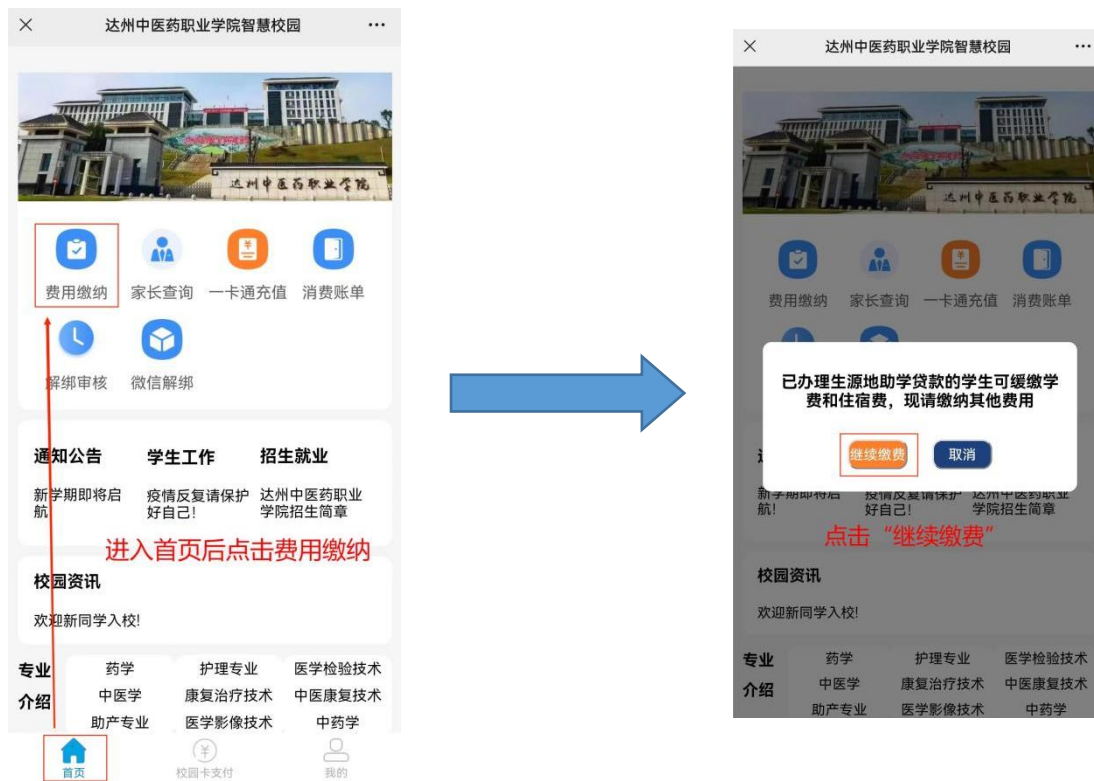 达州中医药职业学院智慧校园
达州中医药职业学院
费用缴纳 家长查询 一卡通充值 消费账单
解绑审核 微信解绑
通知公告 学生工作 招生就业
新学期即将启航 疫情反复请保护好自己! 达州中医药职业学院招生简章
进入首页后点击费用缴纳
校园资讯
欢迎新同学入校!
专业介绍
药学 护理专业 医学检验技术
中医学 康复治疗技术 中医康复技术
助产专业 医学影像技术 中药学
首页 校园卡支付 我的
达州中医药职业学院智慧校园
达州中医药职业学院
费用缴纳 家长查询 一卡通充值 消费账单
已办理生源地助学贷款的学生可缓缴学
费和住宿费，现请缴纳其他费用
继续缴费 取消
新学期即将启航! 疫情反复请保护好自己! 达州中医药职业学院招生简章
点击“继续缴费”
校园资讯
欢迎新同学入校!
专业介绍
药学 护理专业 医学检验技术
中医学 康复治疗技术 中医康复技术
助产专业 医学影像技术 中药学